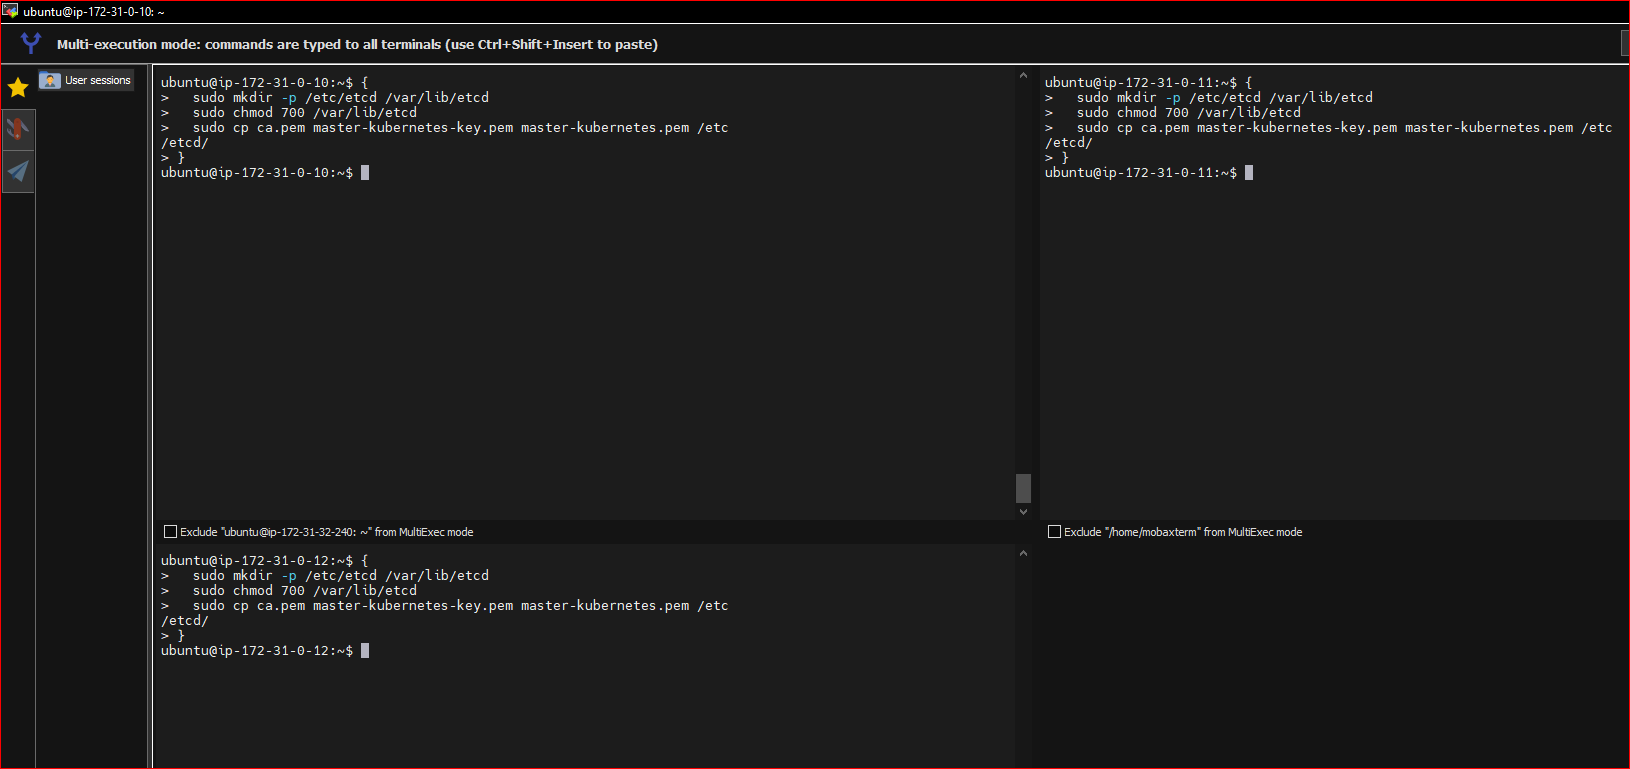 ubuntu@ip-172-31-0-10: ~
Multi-execution mode: commands are typed to all terminals (use Ctrl+Shift+Insert to paste)
User sessions
ubuntu@ip-172-31-0-10:~$ {
>   sudo mkdir -p /etc/etcd /var/lib/etcd
>   sudo chmod 700 /var/lib/etcd
>   sudo cp ca.pem master-kubernetes-key.pem master-kubernetes.pem /etc
/etcd/
> }
ubuntu@ip-172-31-0-10:~$
Exclude "ubuntu@ip-172-31-32-240: ~" from MultiExec mode
ubuntu@ip-172-31-0-11:~$ {
>   sudo mkdir -p /etc/etcd /var/lib/etcd
>   sudo chmod 700 /var/lib/etcd
>   sudo cp ca.pem master-kubernetes-key.pem master-kubernetes.pem /etc
/etcd/
> }
ubuntu@ip-172-31-0-11:~$
Exclude "/home/mobaxterm" from MultiExec mode
ubuntu@ip-172-31-0-12:~$ {
>   sudo mkdir -p /etc/etcd /var/lib/etcd
>   sudo chmod 700 /var/lib/etcd
>   sudo cp ca.pem master-kubernetes-key.pem master-kubernetes.pem /etc
/etcd/
> }
ubuntu@ip-172-31-0-12:~$